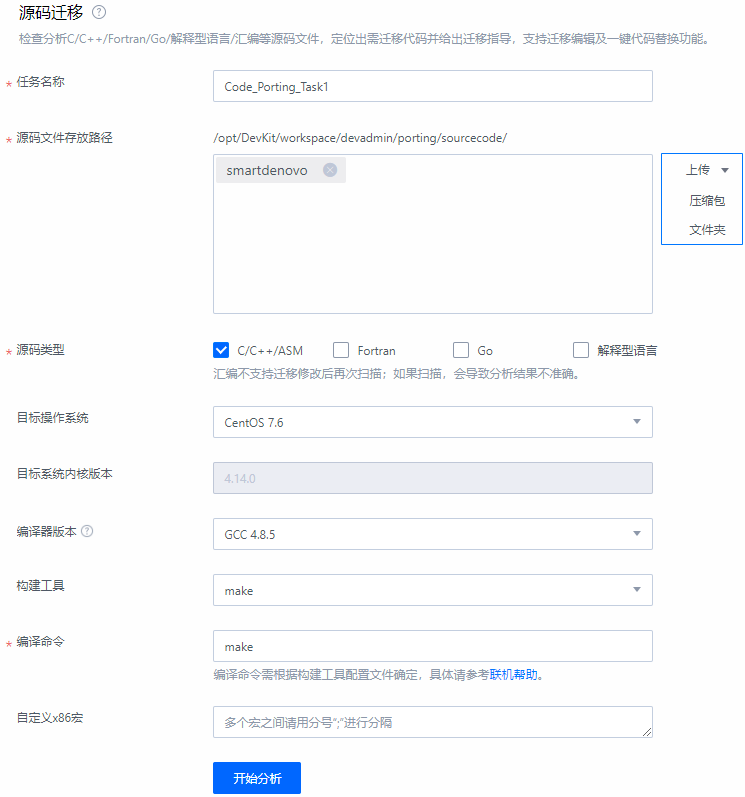 源码迁移
检查分析C/C++/Fortran/Go/解释型语言/汇编等源码文件，定位出需迁移代码并给出迁移指导，支持迁移编辑及一键代码替换功能。
* 任务名称 Code_Porting_Task1
* 源码文件存放路径 /opt/DevKit/workspace/devadmin/porting/sourcecode/
smartdenovo 上传
压缩包
文件夹
* 源码类型 C/C++/ASM Fortran Go 解释型语言
汇编不支持迁移修改后再次扫描；如果扫描，会导致分析结果不准确。
目标操作系统 CentOS 7.6
目标系统内核版本 4.14.0
编译器版本 GCC 4.8.5
构建工具 make
* 编译命令 make
编译命令需根据构建工具配置文件确定，具体请参考联机帮助。
自定义x86宏 多个宏之间请用分号";"进行分隔
开始分析